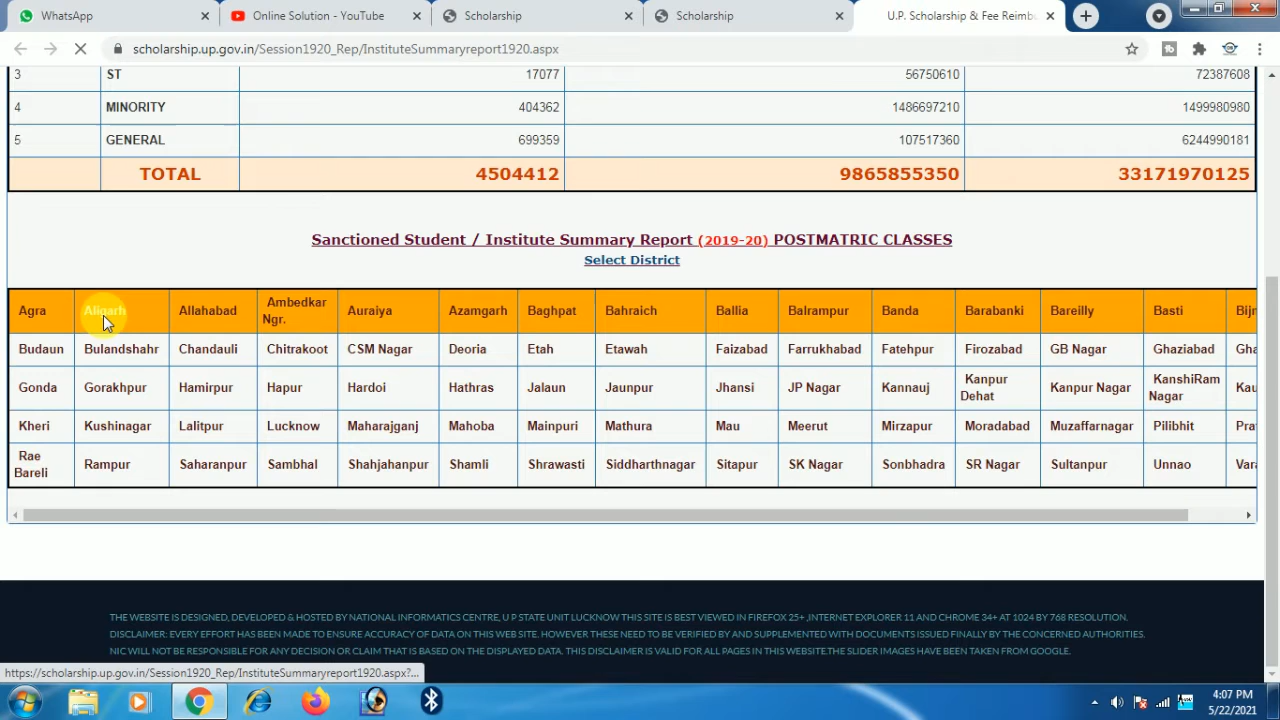 WhatsApp
Online Solution - YouTube
Scholarship
Scholarship
U.P. Scholarship & Fee Reimb
scholarship.up.gov.in/Session1920_Rep/InstituteSummaryreport1920.aspx
3 ST 17077 56750610 72387608
4 MINORITY 404362 1486697210 1499980980
5 GENERAL 699359 107517360 6244990181
TOTAL 4504412 9865855350 33171970125
Sanctioned Student / Institute Summary Report (2019-20) POSTMATRIC CLASSES
Select District
Agra Aligarh Allahabad Ambedkar Ngr. Auraiya Azamgarh Baghpat Bahraich Ballia Balrampur Banda Barabanki Bareilly Basti Bijn
Budaun Bulandshahr Chandauli Chitrakoot CSM Nagar Deoria Etah Etawah Faizabad Farrukhabad Fatehpur Firozabad GB Nagar Ghaziabad Gha
Gonda Gorakhpur Hamirpur Hapur Hardoi Hathras Jalaun Jaunpur Jhansi JP Nagar Kannauj Kanpur Dehat Kanpur Nagar KanshiRam Nagar Kau
Kheri Kushinagar Lalitpur Lucknow Maharajganj Mahoba Mainpuri Mathura Mau Meerut Mirzapur Moradabad Muzaffarnagar Pilibhit Pra
Rae Bareli Rampur Saharanpur Sambhal Shahjahanpur Shamli Shrawasti Siddharthnagar Sitapur SK Nagar Sonbhadra SR Nagar Sultanpur Unnao Vara
THE WEBSITE IS DESIGNED, DEVELOPED & HOSTED BY NATIONAL INFORMATICS CENTRE, U P STATE UNIT LUCKNOW THIS SITE IS BEST VIEWED IN FIREFOX 25+ ,INTERNET EXPLORER 11 AND CHROME 34+ AT 1024 BY 768 RESOLUTION.
DISCLAIMER: EVERY EFFORT HAS BEEN MADE TO ENSURE ACCURACY OF DATA ON THIS WEB SITE. HOWEVER THESE NEED TO BE VERIFIED BY AND SUPPLEMENTED WITH DOCUMENTS ISSUED FINALLY BY THE CONCERNED AUTHORITIES.
NIC WILL NOT BE RESPONSIBLE FOR ANY DECISION OR CLAIM THAT IS BASED ON THE DISPLAYED DATA. THIS DISCLAIMER IS VALID FOR ALL PAGES IN THIS WEBSITE.THE SLIDER IMAGES HAVE BEEN TAKEN FROM GOOGLE.
https://scholarship.up.gov.in/Session1920_Rep/InstituteSummaryreport1920.aspx?...
4:07 PM
5/22/2021